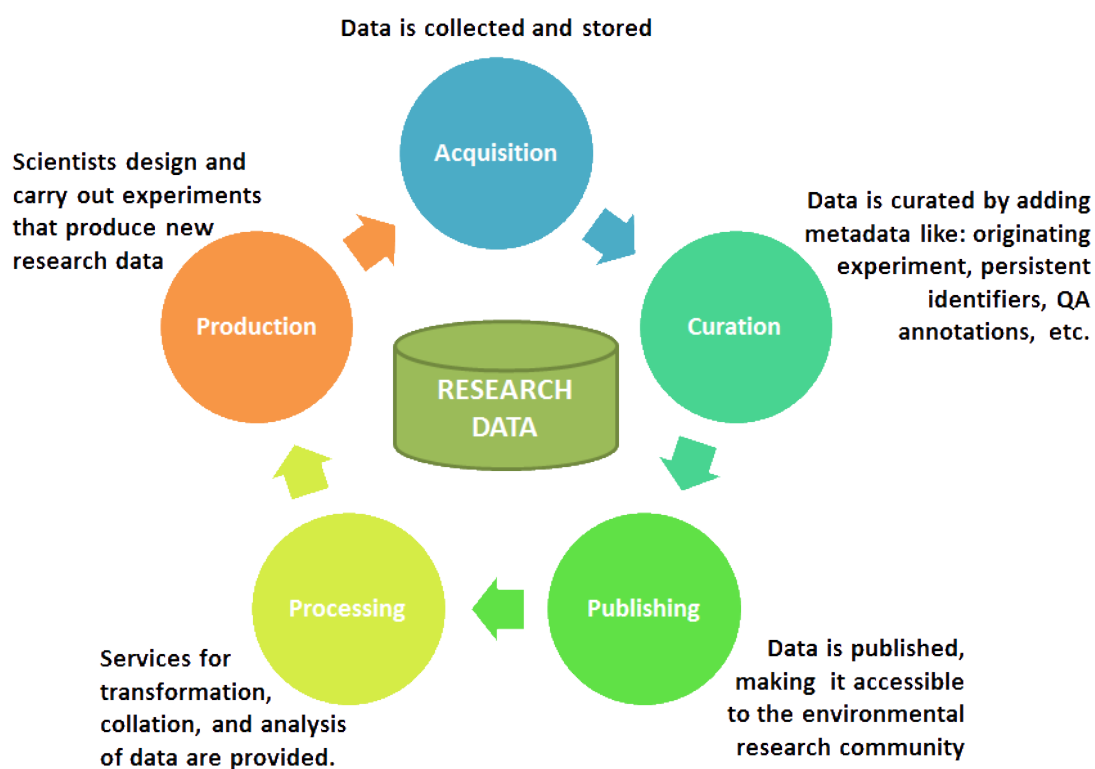 Data is collected and stored
Acquisition
Data is curated by adding
metadata like: originating
experiment, persistent
identifiers, QA
annotations, etc.
Curation
Data is published,
making it accessible
to the environmental
research community
Publishing
Services for
transformation,
collation, and analysis
of data are provided.
Processing
Scientists design and
carry out experiments
that produce new
research data
Production
RESEARCH
DATA